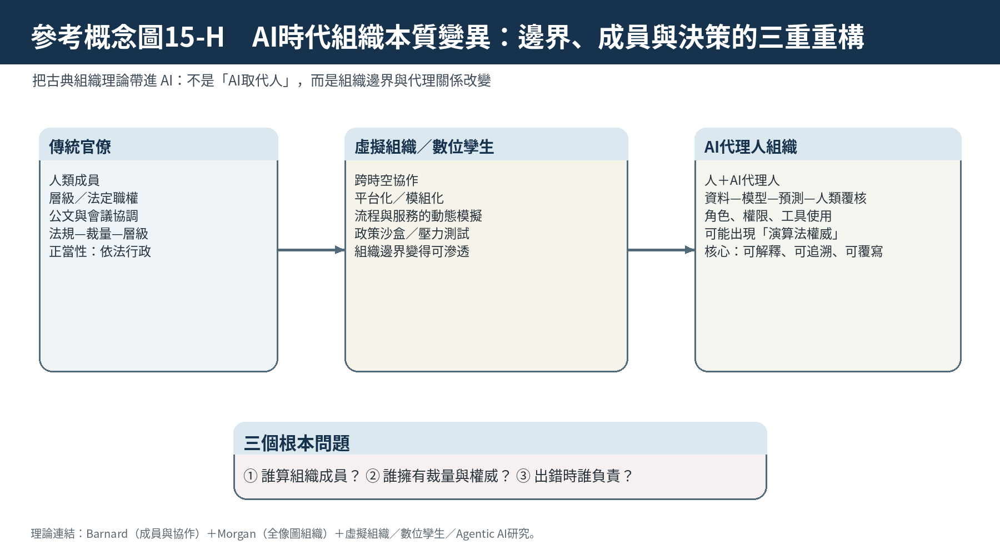 參考概念圖15-H　AI時代組織本質變異：邊界、成員與決策的三重重構
把古典組織理論帶進 AI：不是「AI取代人」，而是組織邊界與代理關係改變
傳統官僚
人類成員
層級／法定職權
公文與會議協調
法規—裁量—層級
正當性：依法行政
虛擬組織／數位孿生
跨時空協作
平台化／模組化
流程與服務的動態模擬
政策沙盒／壓力測試
組織邊界變得可滲透
AI代理人組織
人＋AI代理人
資料—模型—預測—人類覆核
角色、權限、工具使用
可能出現「演算法權威」
核心：可解釋、可追溯、可覆寫
三個根本問題
① 誰算組織成員？ ② 誰擁有裁量與權威？ ③ 出錯時誰負責？
理論連結：Barnard（成員與協作）＋Morgan（全像圖組織）＋虛擬組織／數位孿生／Agentic AI研究。